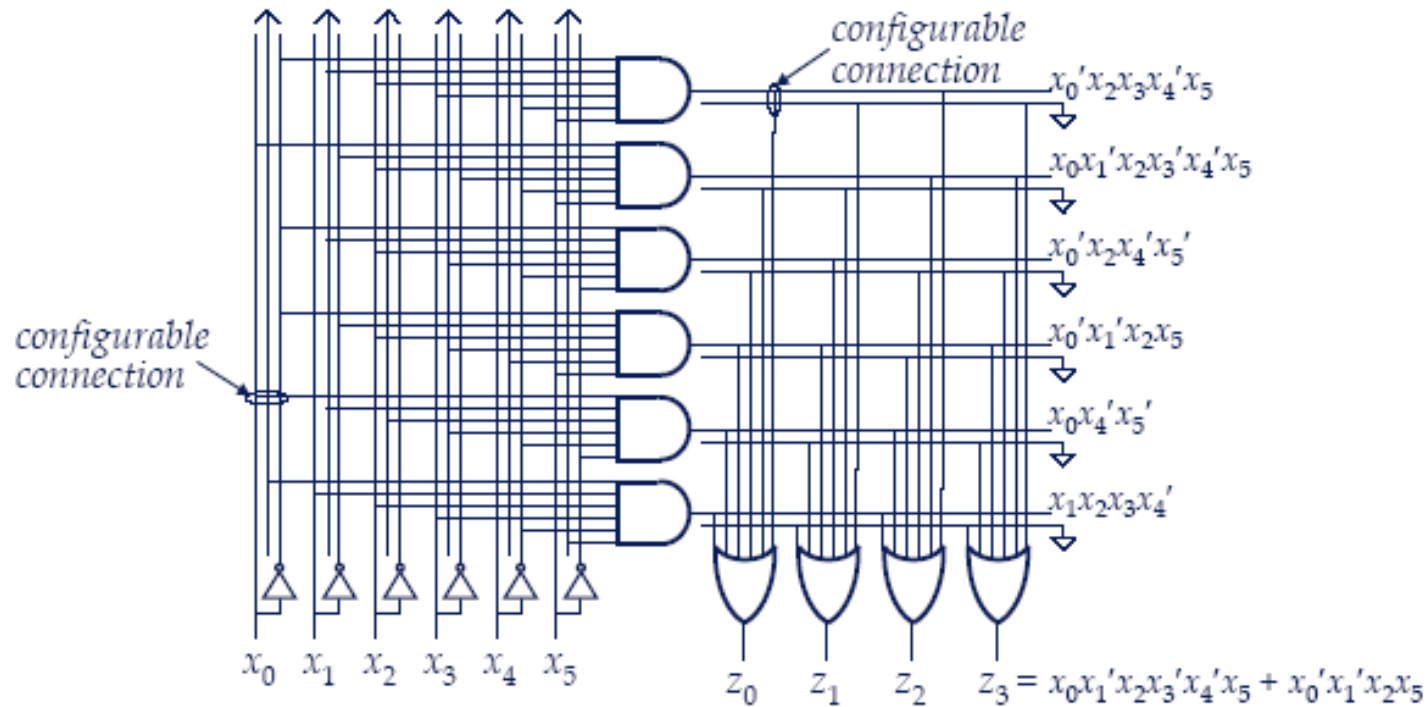 configurable
connection
x₀'x₂x₃x₄'x₅
x₀x₁'x₂x₃'x₄'x₅
x₀'x₂x₄'x₅'
configurable
connection
x₀'x₁'x₂x₅
x₀x₄'x₅'
x₁x₂x₃x₄'
x₀ x₁ x₂ x₃ x₄ x₅
z₀ z₁ z₂ z₃ = x₀x₁'x₂x₃'x₄'x₅ + x₀'x₁'x₂x₅